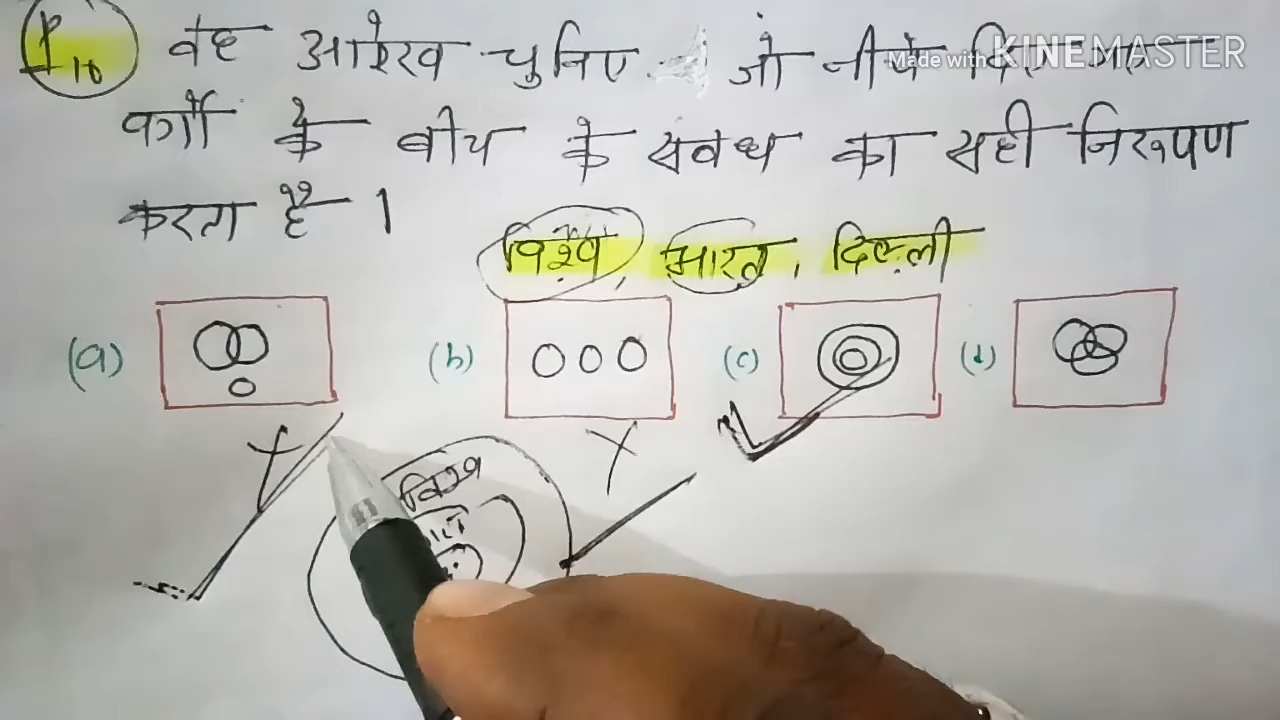 P10 वह आरेख चुनिए जो नीचे दिए गए
वर्गों के बीच के संबंध का सही निरूपण
करता है ।
विश्व, भारत, दिल्ली
(a) (b) (c) (d)
विश्व
Made with KINEMASTER